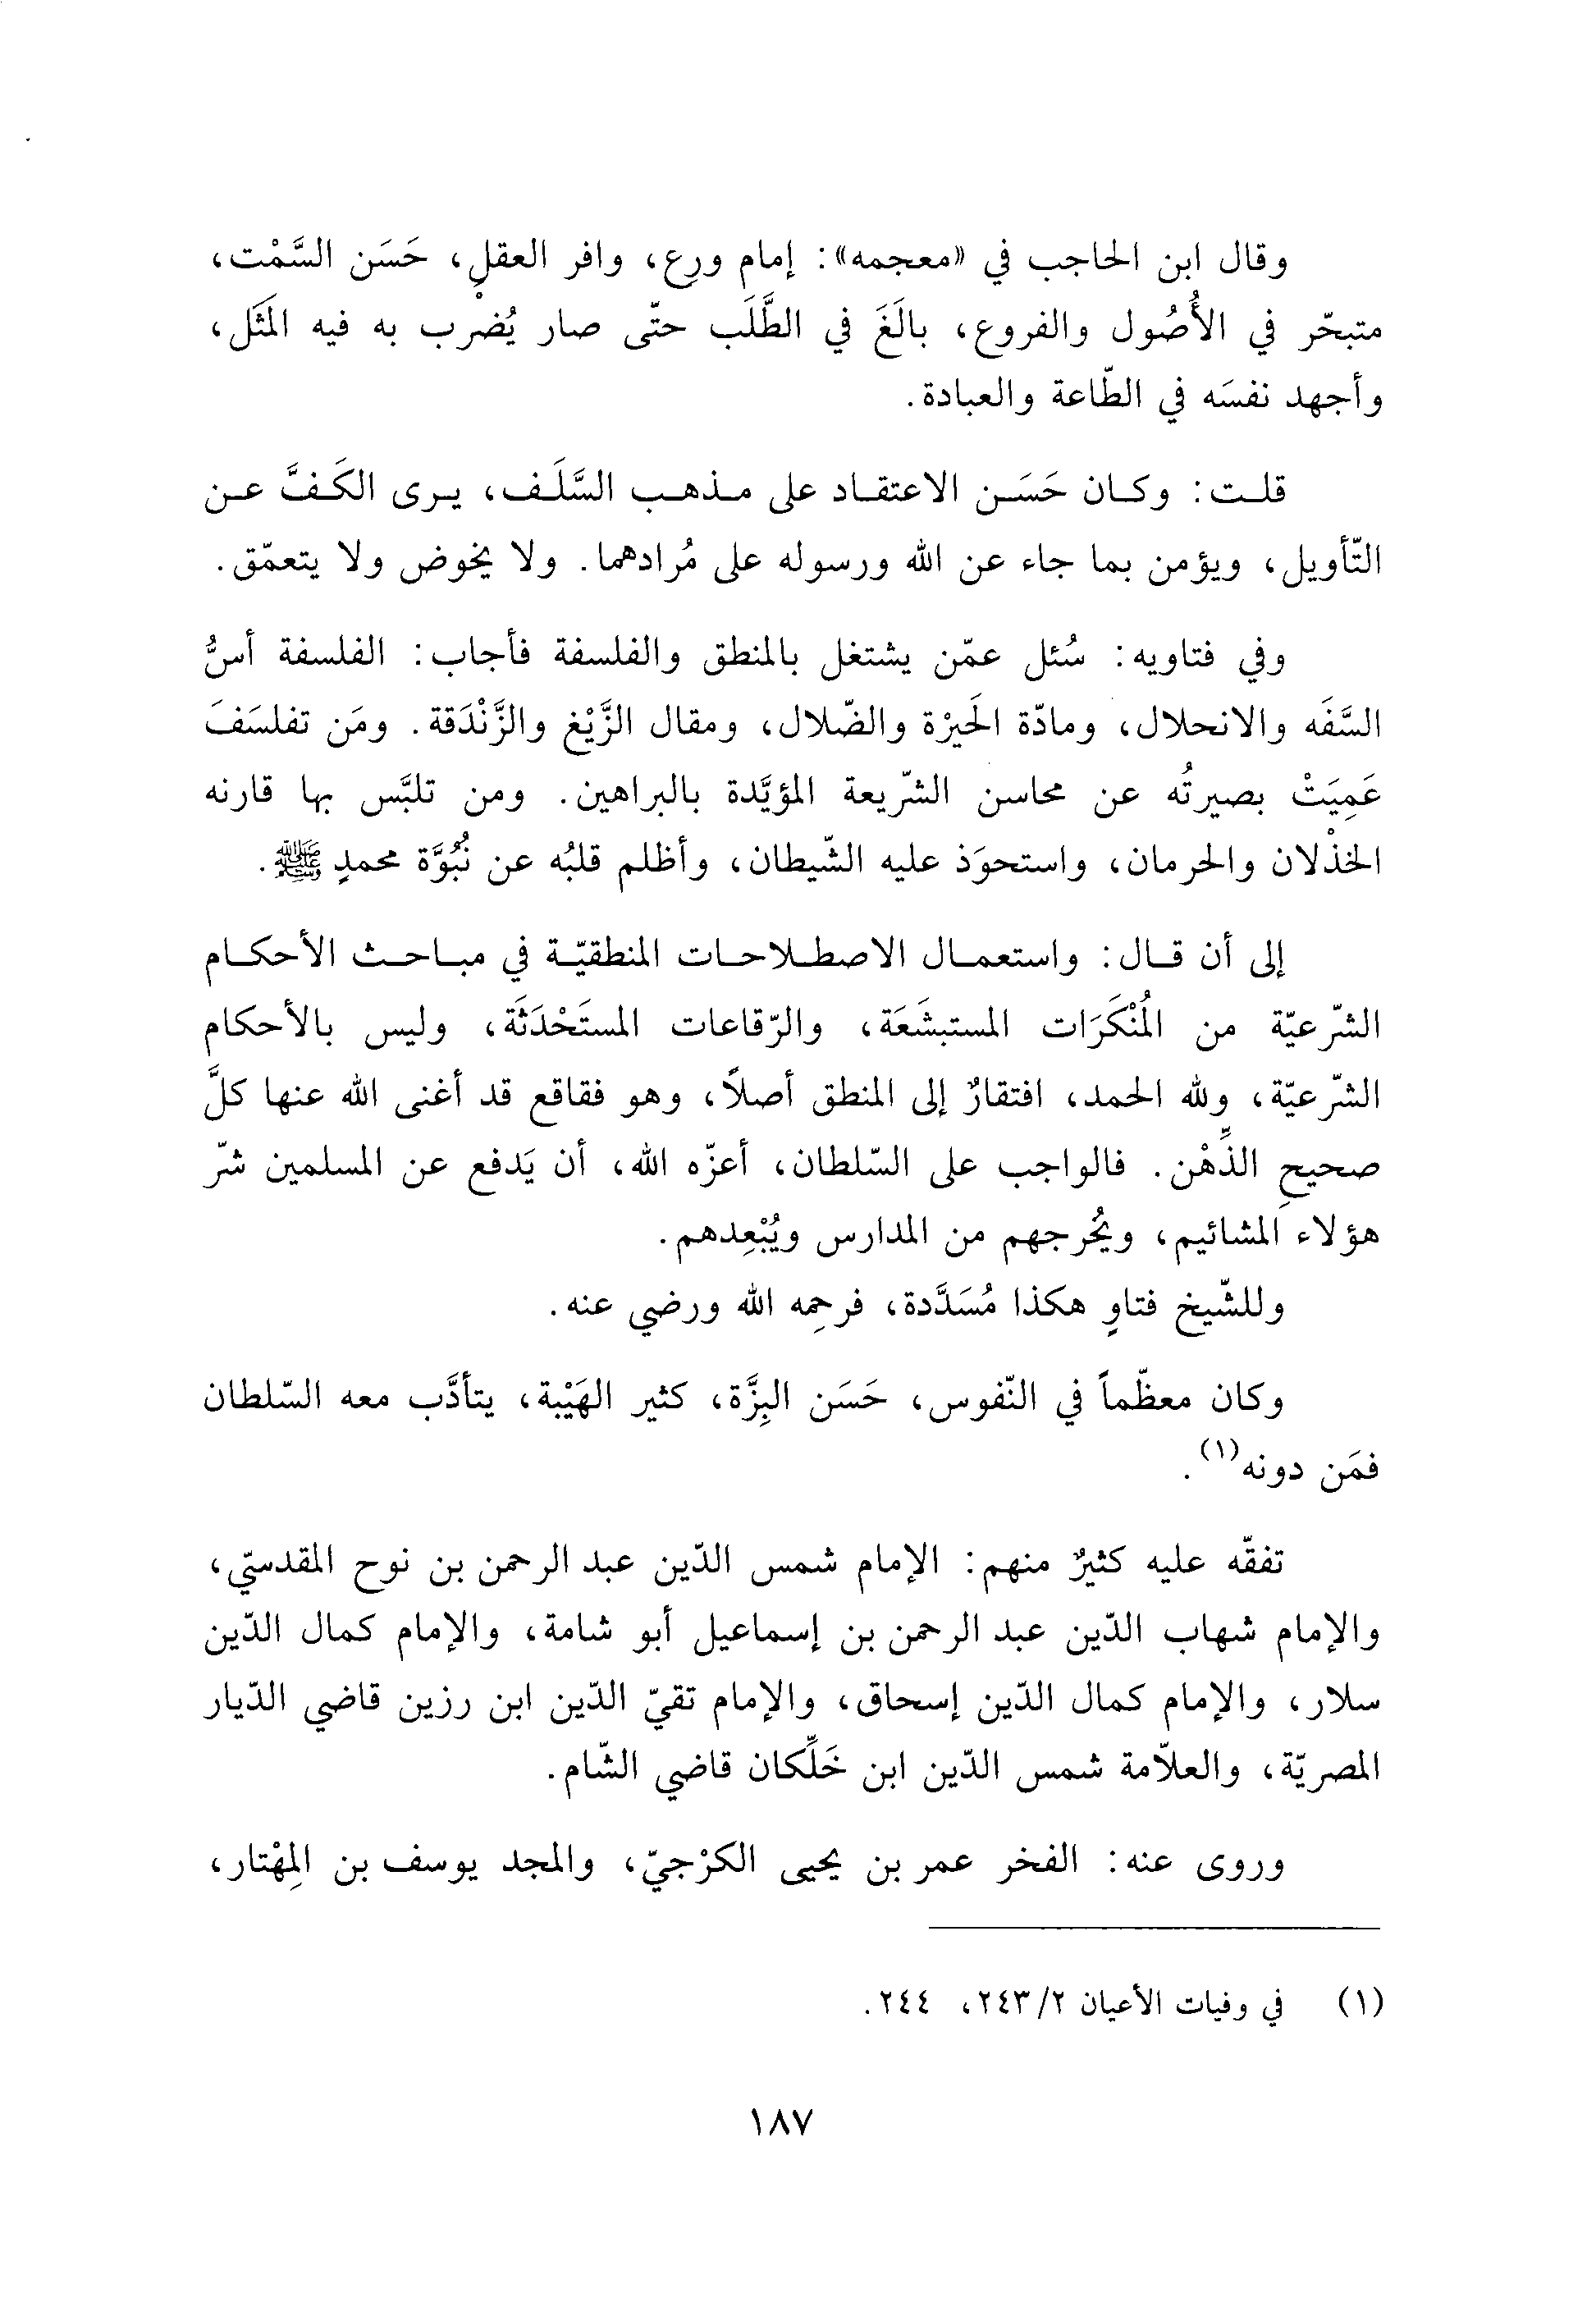 وقال ابن الحاجب في «معجمه»: إمام ورِع، وافر العقلِ، حَسَن السَّمْت،
متبحّر في الأُصُول والفروع، بالَغَ في الطَّلَب حتّى صار يُضْرب به فيه المَثَل،
وأجهد نفسَه في الطّاعة والعبادة.
قلت: وكان حَسَن الاعتقاد على مذهب السَّلَف، يرى الكَفَّ عن
التّأويل، ويؤمن بما جاء عن الله ورسوله على مُرادهما. ولا يخوض ولا يتعمّق.
وفي فتاويه: سُئل عمّن يشتغل بالمنطق والفلسفة فأجاب: الفلسفة أسُّ
السَّفَه والانحلال، ومادّة الحَيرْة والضّلال، ومقال الزَّيْغ والزَّنْدَقة. ومَن تفلسَفَ
عَمِيَتْ بصيرتُه عن محاسن الشّريعة المؤيَّدة بالبراهين. ومن تلبَّس بها قارنه
الخذْلان والحرمان، واستحوَذ عليه الشّيطان، وأظلم قلبُه عن نُبُوَّة محمدٍ ﷺ.
إلى أن قال: واستعمال الاصطلاحات المنطقيّة في مباحث الأحكام
الشّرعيّة من المُنْكَرَات المستبشَعَة، والرّقاعات المستَحْدَثَة، وليس بالأحكام
الشّرعيّة، ولله الحمد، افتقارٌ إلى المنطق أصلاً، وهو فقاقع قد أغنى الله عنها كلَّ
صحيحِ الذِّهْن. فالواجب على السّلطان، أعزّه الله، أن يَدفع عن المسلمين شرّ
هؤلاء المشائيم، ويُخرجهم من المدارس ويُبْعِدهم.
وللشّيخ فتاوٍ هكذا مُسَدَّدة، فرحِمه الله ورضي عنه.
وكان معظّماً في النّفوس، حَسَن البِزَّة، كثير الهَيْبة، يتأدَّب معه السّلطان
فمَن دونه(١).
تفقّه عليه كثيرٌ منهم: الإمام شمس الدّين عبد الرحمن بن نوح المقدسيّ،
والإمام شهاب الدّين عبد الرحمن بن إسماعيل أبو شامة، والإمام كمال الدّين
سلار، والإمام كمال الدّين إسحاق، والإمام تقيّ الدّين ابن رزين قاضي الدّيار
المصريّة، والعلاّمة شمس الدّين ابن خَلِّكان قاضي الشّام.
وروى عنه: الفخر عمر بن يحيى الكرْجيّ، والمجد يوسف بن المِهْتار،
(١) في وفيات الأعيان ٢/ ٢٤٣، ٢٤٤.
١٨٧